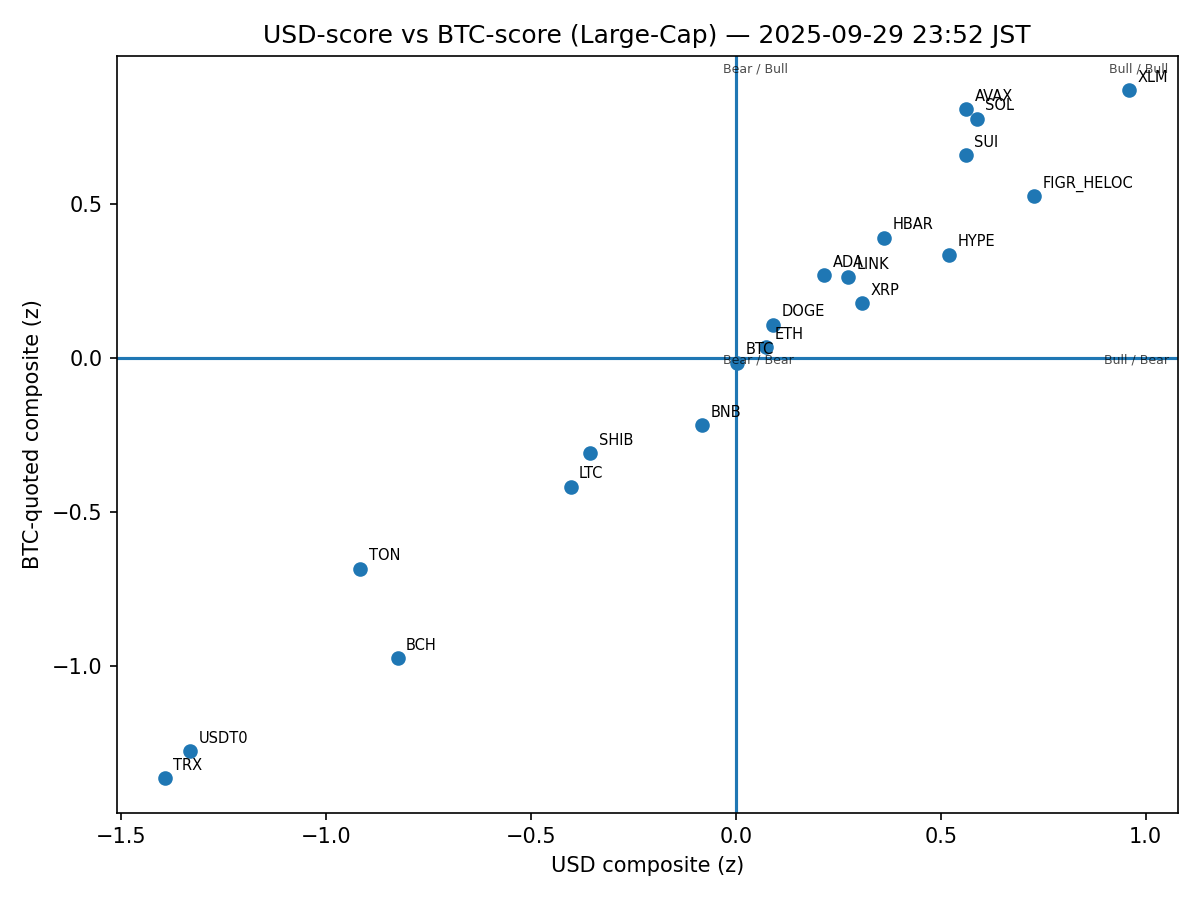 USD-score vs BTC-score (Large-Cap) — 2025-09-29 23:52 JST
Bear / Bull
Bull / Bull
XLM
AVAX
SOL
SUI
FIGR_HELOC
HBAR
HYPE
ADA
LINK
XRP
DOGE
ETH
BTC
Bear / Bear
Bull / Bear
BNB
SHIB
LTC
TON
BCH
USDT0
TRX
0.5
0.0
−0.5
−1.0
BTC-quoted composite (z)
−1.5
−1.0
−0.5
0.0
0.5
1.0
USD composite (z)